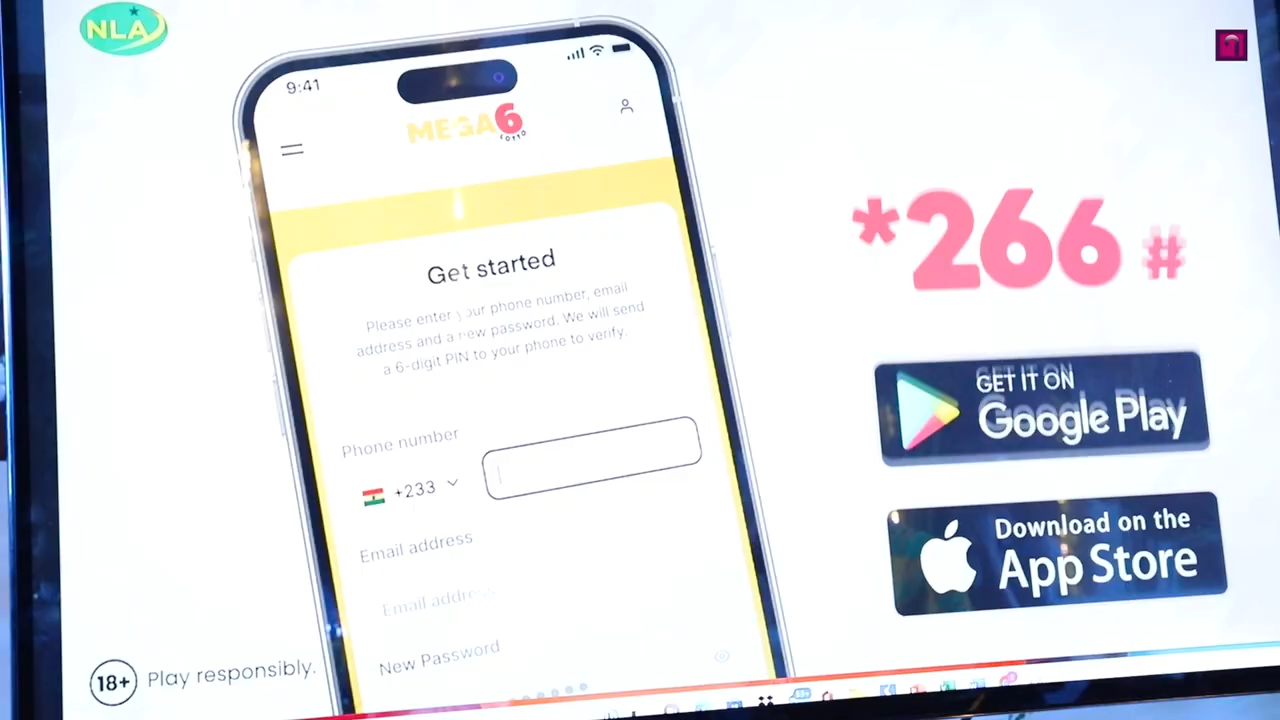 NLA
9:41
MEGA6
LOTTO
Get started
Please enter your phone number, email
address and a new password. We will send
a 6-digit PIN to your phone to verify.
Phone number
+233
Email address
Email address
New Password
*266#
GET IT ON
Google Play
Download on the
App Store
18+ Play responsibly.